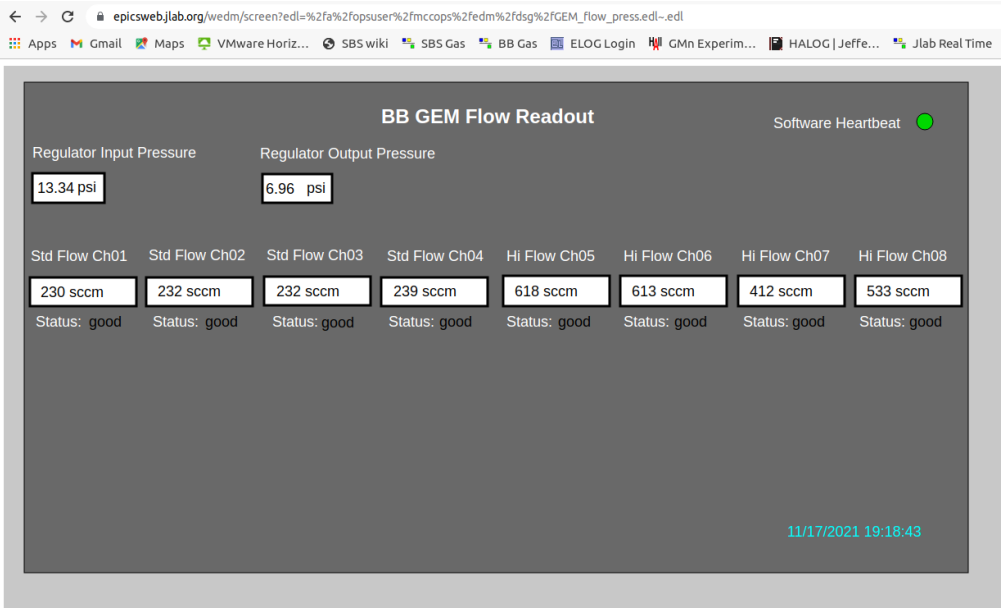 epicsweb.jlab.org/wedm/screen?edl=%2fa%2fopsuser%2fmccops%2fedm%2fdsg%2fGEM_flow_press.edl~.edl
Apps Gmail Maps VMware Horiz... SBS wiki SBS Gas BB Gas ELOG Login GMn Experim... HALOG | Jeffe... Jlab Real Time
BB GEM Flow Readout
Software Heartbeat
Regulator Input Pressure Regulator Output Pressure
13.34 psi 6.96 psi
Std Flow Ch01 Std Flow Ch02 Std Flow Ch03 Std Flow Ch04 Hi Flow Ch05 Hi Flow Ch06 Hi Flow Ch07 Hi Flow Ch08
230 sccm 232 sccm 232 sccm 239 sccm 618 sccm 613 sccm 412 sccm 533 sccm
Status: good Status: good Status: good Status: good Status: good Status: good Status: good Status: good
11/17/2021 19:18:43